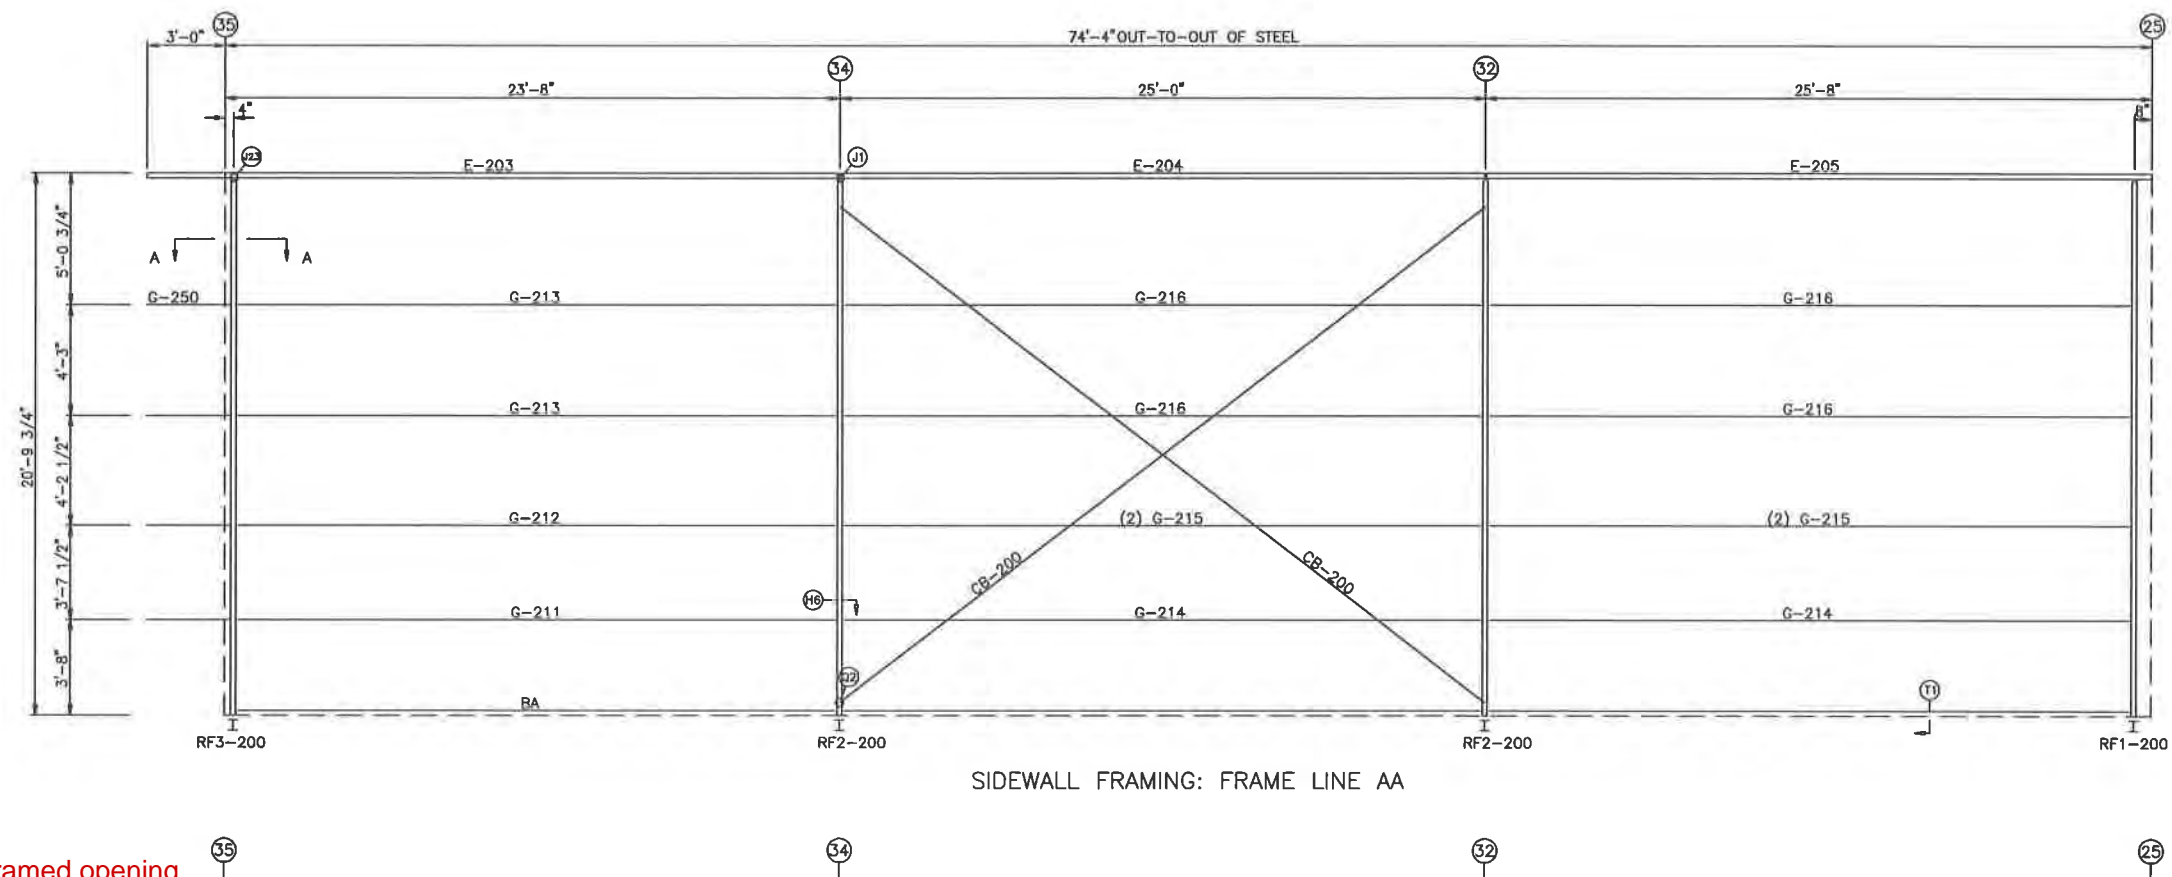 35
25
3'-0"
74'-4"OUT-TO-OUT OF STEEL
34
32
23'-8"
25'-0"
25'-8"
4"
8"
J23
J1
E-203
E-204
E-205
5'-0 3/4"
A
A
G-250
G-213
G-216
G-216
4'-3"
G-213
G-216
G-216
20'-9 3/4"
4'-2 1/2"
G-212
(2) G-215
(2) G-215
3'-7 1/2"
CB-200
CB-200
H6
G-211
G-214
G-214
3'-8"
T1
BA
RF3-200
RF2-200
RF2-200
RF1-200
SIDEWALL FRAMING: FRAME LINE AA
35
34
32
25
ramed opening